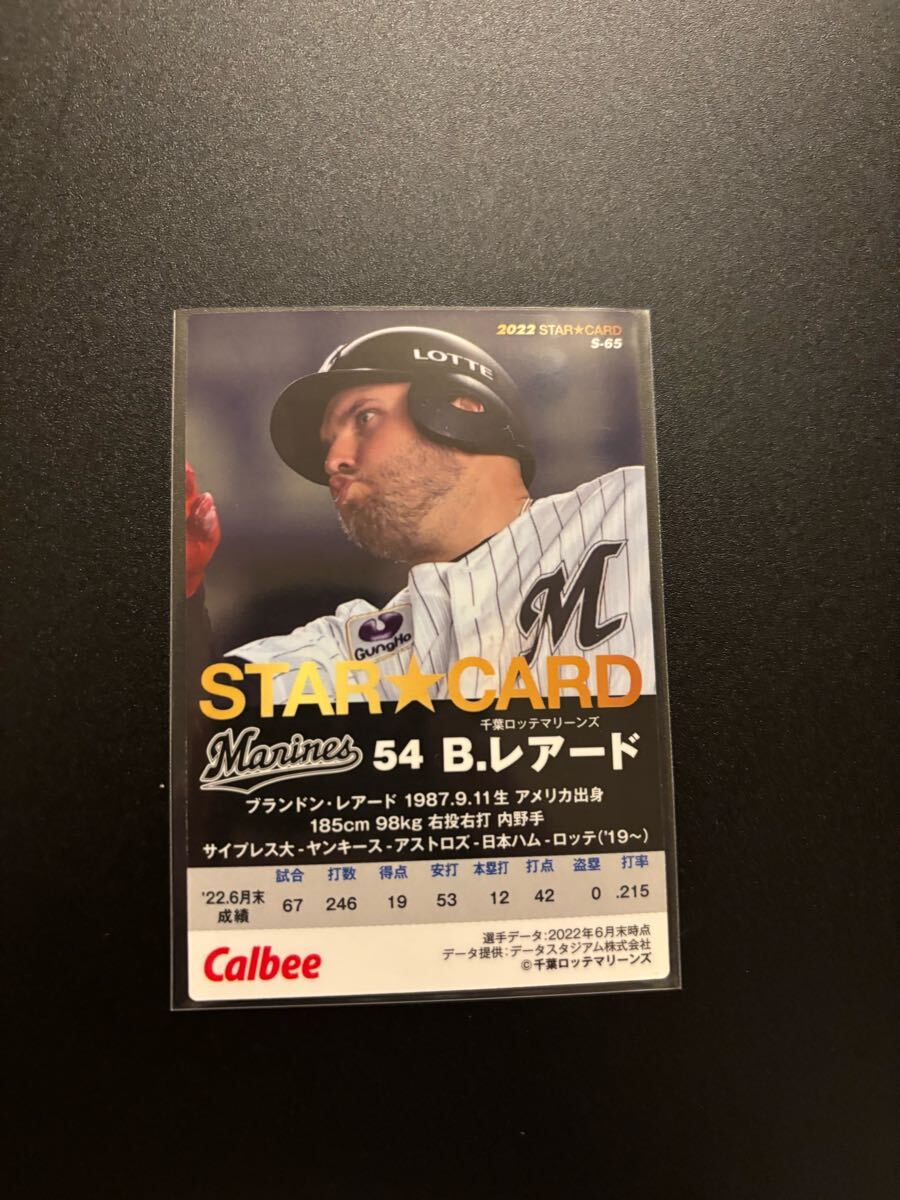 2022 STAR★CARD
S-65
LOTTE
M
GungHo
STAR★CARD
千葉ロッテマリーンズ
Marines 54 B.レアード
ブランドン・レアード 1987.9.11生 アメリカ出身
185cm 98kg 右投右打 内野手
サイプレス大-ヤンキース-アストロズ-日本ハム-ロッテ('19〜)
試合 打数 得点 安打 本塁打 打点 盗塁 打率
'22.6月末成績 67 246 19 53 12 42 0 .215
Calbee
選手データ:2022年6月末時点
データ提供:データスタジアム株式会社
©千葉ロッテマリーンズ